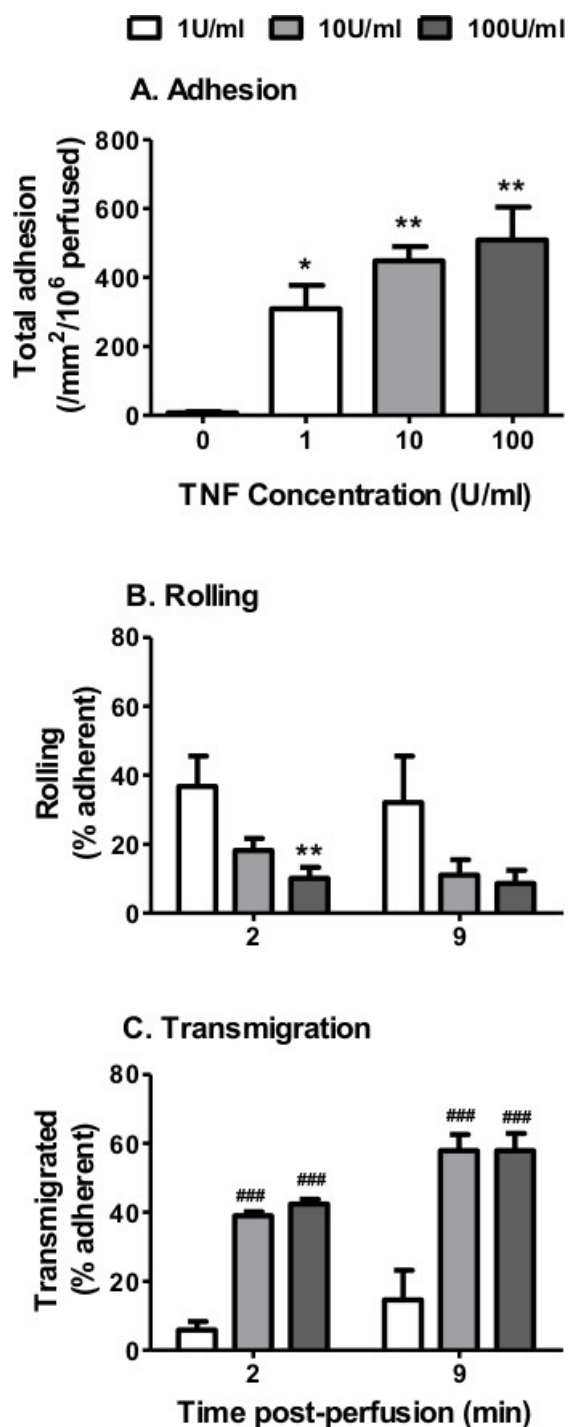 1U/ml 10U/ml 100U/ml
A. Adhesion
Total adhesion
(/mm²/10⁶ perfused)
800
600
400
200
0
*
**
**
0 1 10 100
TNF Concentration (U/ml)
B. Rolling
Rolling
(% adherent)
80
60
40
20
0
**
2 9
C. Transmigration
Transmigrated
(% adherent)
80
60
40
20
0
###
###
###
###
2 9
Time post-perfusion (min)